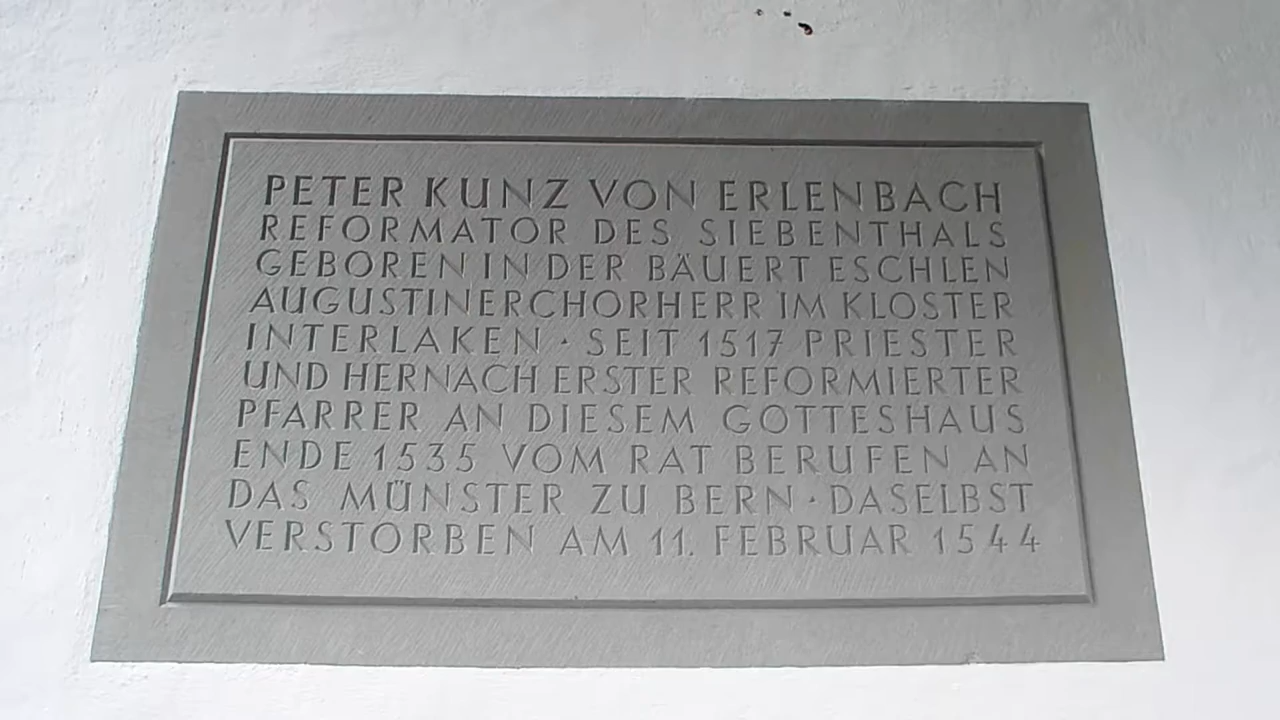 PETER KUNZ VON ERLENBACH
REFORMATOR DES SIEBENTHALS
GEBOREN IN DER BÄUERT ESCHLEN
AUGUSTINERCHORHERR IM KLOSTER
INTERLAKEN · SEIT 1517 PRIESTER
UND HERNACH ERSTER REFORMIERTER
PFARRER AN DIESEM GOTTESHAUS
ENDE 1535 VOM RAT BERUFEN AN
DAS MÜNSTER ZU BERN · DASELBST
VERSTORBEN AM 11. FEBRUAR 1544